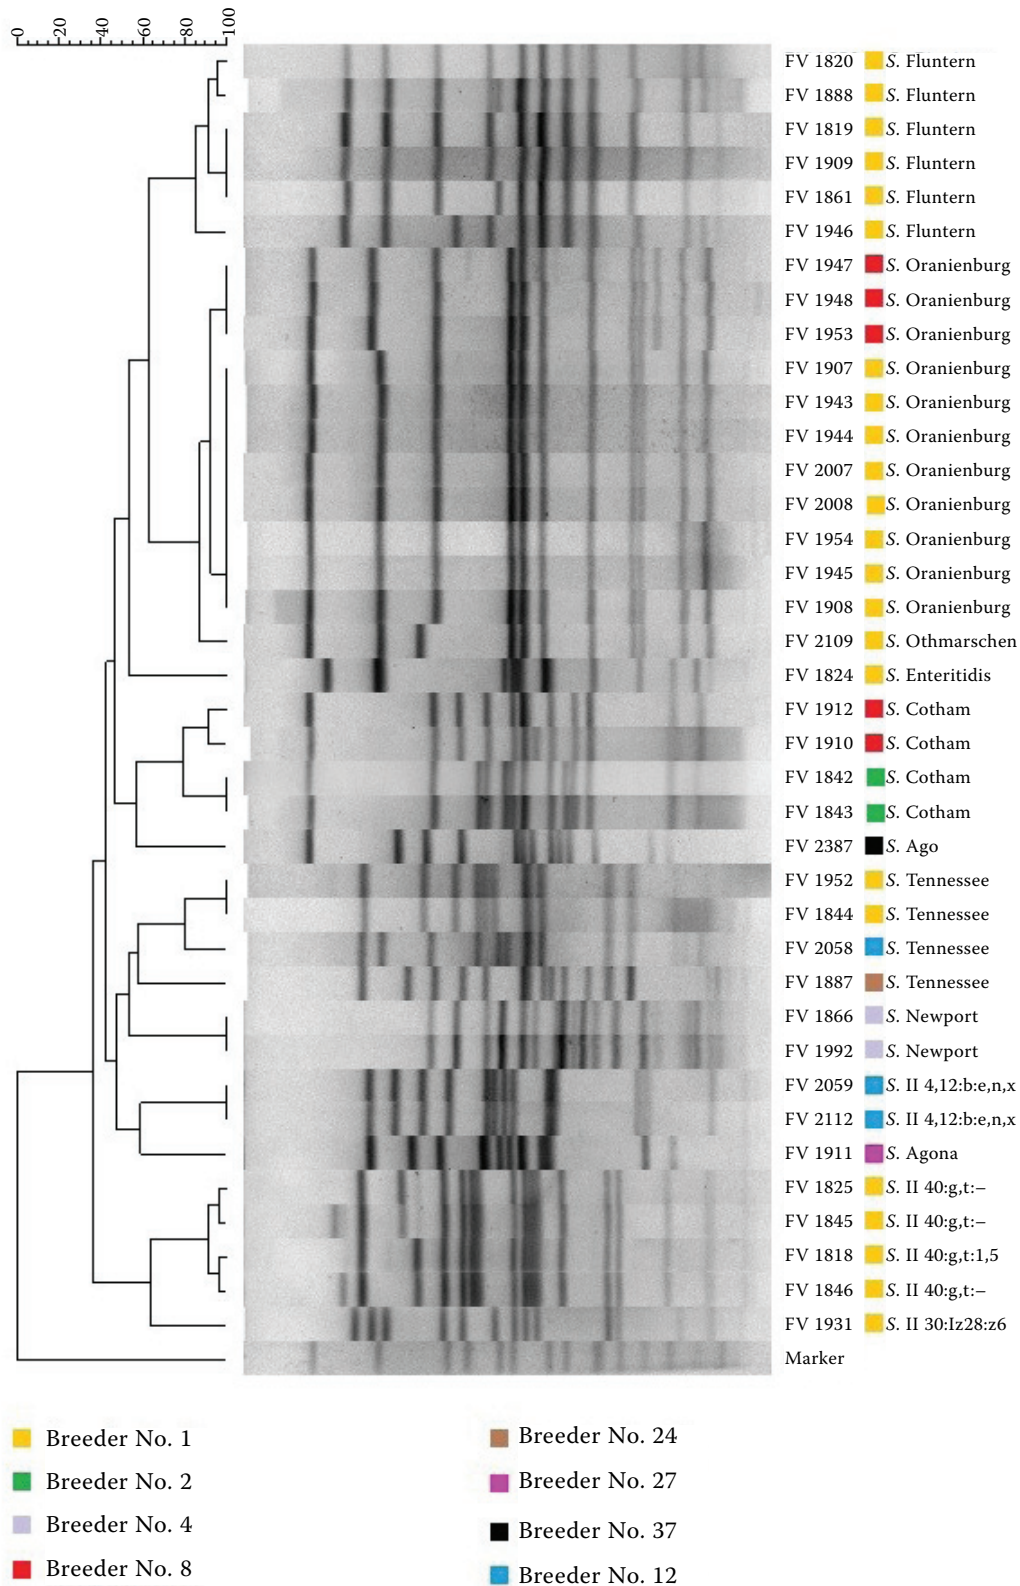 0 20 40 60 80 100
FV 1820 S. Fluntern
FV 1888 S. Fluntern
FV 1819 S. Fluntern
FV 1909 S. Fluntern
FV 1861 S. Fluntern
FV 1946 S. Fluntern
FV 1947 S. Oranienburg
FV 1948 S. Oranienburg
FV 1953 S. Oranienburg
FV 1907 S. Oranienburg
FV 1943 S. Oranienburg
FV 1944 S. Oranienburg
FV 2007 S. Oranienburg
FV 2008 S. Oranienburg
FV 1954 S. Oranienburg
FV 1945 S. Oranienburg
FV 1908 S. Oranienburg
FV 2109 S. Othmarschen
FV 1824 S. Enteritidis
FV 1912 S. Cotham
FV 1910 S. Cotham
FV 1842 S. Cotham
FV 1843 S. Cotham
FV 2387 S. Ago
FV 1952 S. Tennessee
FV 1844 S. Tennessee
FV 2058 S. Tennessee
FV 1887 S. Tennessee
FV 1866 S. Newport
FV 1992 S. Newport
FV 2059 S. II 4,12:b:e,n,x
FV 2112 S. II 4,12:b:e,n,x
FV 1911 S. Agona
FV 1825 S. II 40:g,t:–
FV 1845 S. II 40:g,t:–
FV 1818 S. II 40:g,t:1,5
FV 1846 S. II 40:g,t:–
FV 1931 S. II 30:Iz28:z6
Marker
Breeder No. 1
Breeder No. 2
Breeder No. 4
Breeder No. 8
Breeder No. 24
Breeder No. 27
Breeder No. 37
Breeder No. 12